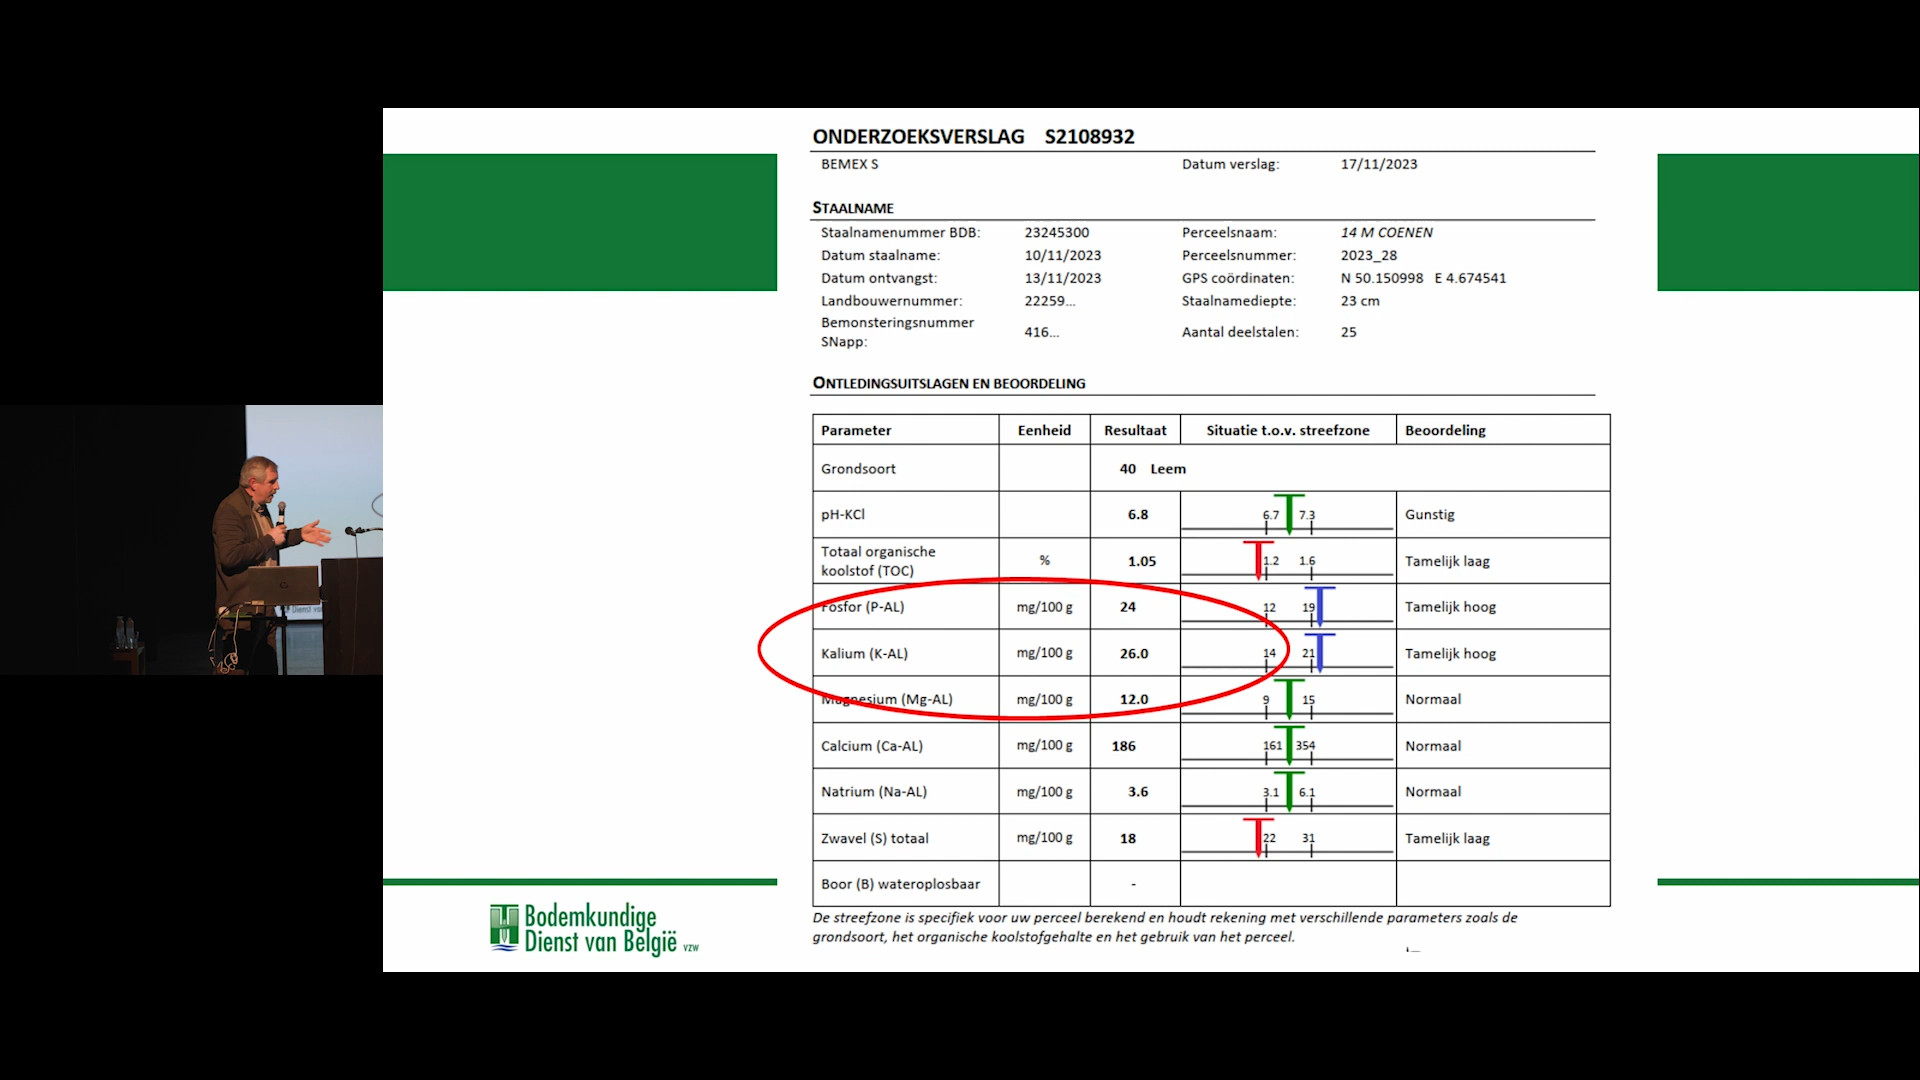 ONDERZOEKSVERSLAG S2108932
BEMEX S Datum verslag: 17/11/2023
STAALNAME
Staalnamenummer BDB: 23245300 Perceelsnaam: 14 M COENEN
Datum staalname: 10/11/2023 Perceelsnummer: 2023_28
Datum ontvangst: 13/11/2023 GPS coördinaten: N 50.150998 E 4.674541
Landbouwernummer: 22259... Staalnamediepte: 23 cm
Bemonsteringsnummer
SNapp: 416... Aantal deelstalen: 25
ONTLEDINGSUITSLAGEN EN BEOORDELING
Parameter Eenheid Resultaat Situatie t.o.v. streefzone Beoordeling
Grondsoort 40 Leem
pH-KCl 6.8 6.7 7.3 Gunstig
Totaal organische
koolstof (TOC) % 1.05 1.2 1.6 Tamelijk laag
Fosfor (P-AL) mg/100 g 24 12 19 Tamelijk hoog
Kalium (K-AL) mg/100 g 26.0 14 21 Tamelijk hoog
Magnesium (Mg-AL) mg/100 g 12.0 9 15 Normaal
Calcium (Ca-AL) mg/100 g 186 161 354 Normaal
Natrium (Na-AL) mg/100 g 3.6 3.1 6.1 Normaal
Zwavel (S) totaal mg/100 g 18 22 31 Tamelijk laag
Boor (B) wateroplosbaar -
De streefzone is specifiek voor uw perceel berekend en houdt rekening met verschillende parameters zoals de
grondsoort, het organische koolstofgehalte en het gebruik van het perceel.
Bodemkundige
Dienst van België vzw